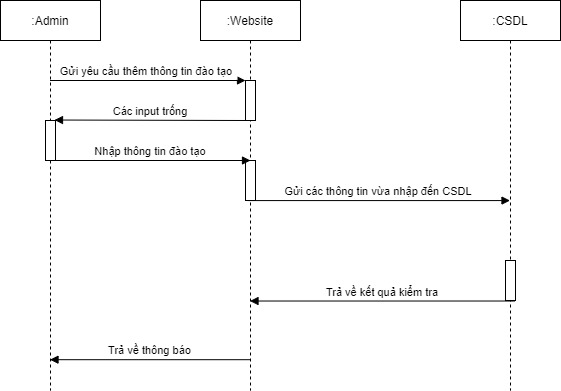 :Admin
:Website
:CSDL
Gửi yêu cầu thêm thông tin đào tạo
Các input trống
Nhập thông tin đào tạo
Gửi các thông tin vừa nhập đến CSDL
Trả về kết quả kiểm tra
Trả về thông báo